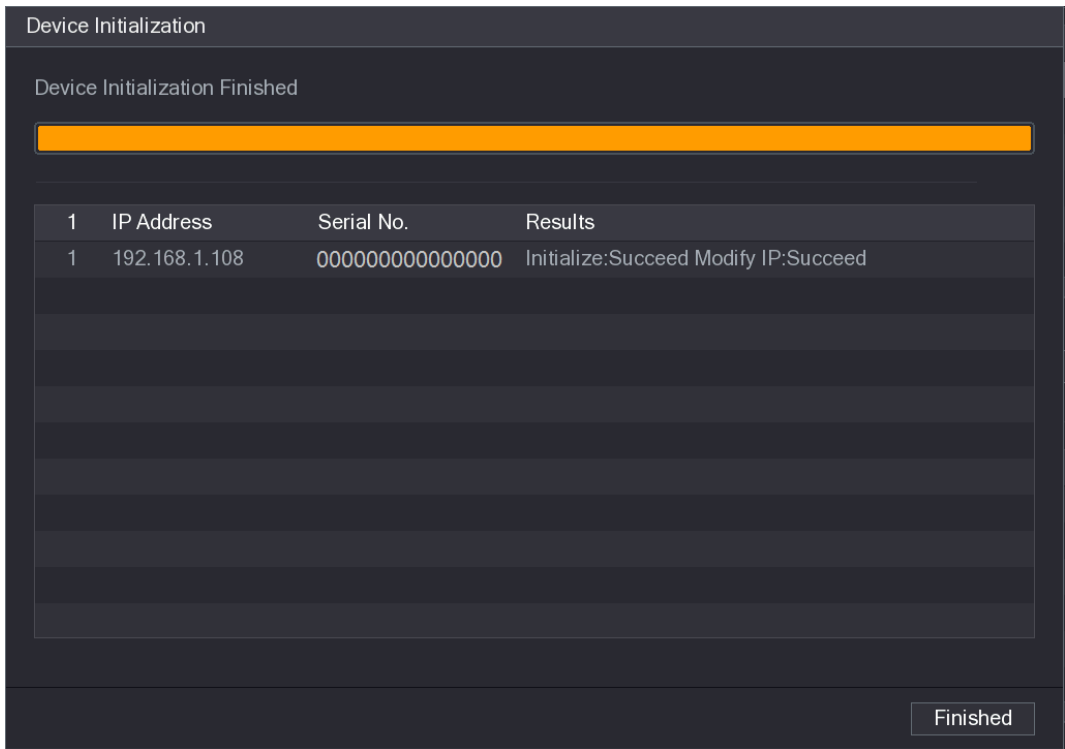 Device Initialization
Device Initialization Finished
1 IP Address Serial No. Results
1 192.168.1.108 000000000000000 Initialize:Succeed Modify IP:Succeed
Finished